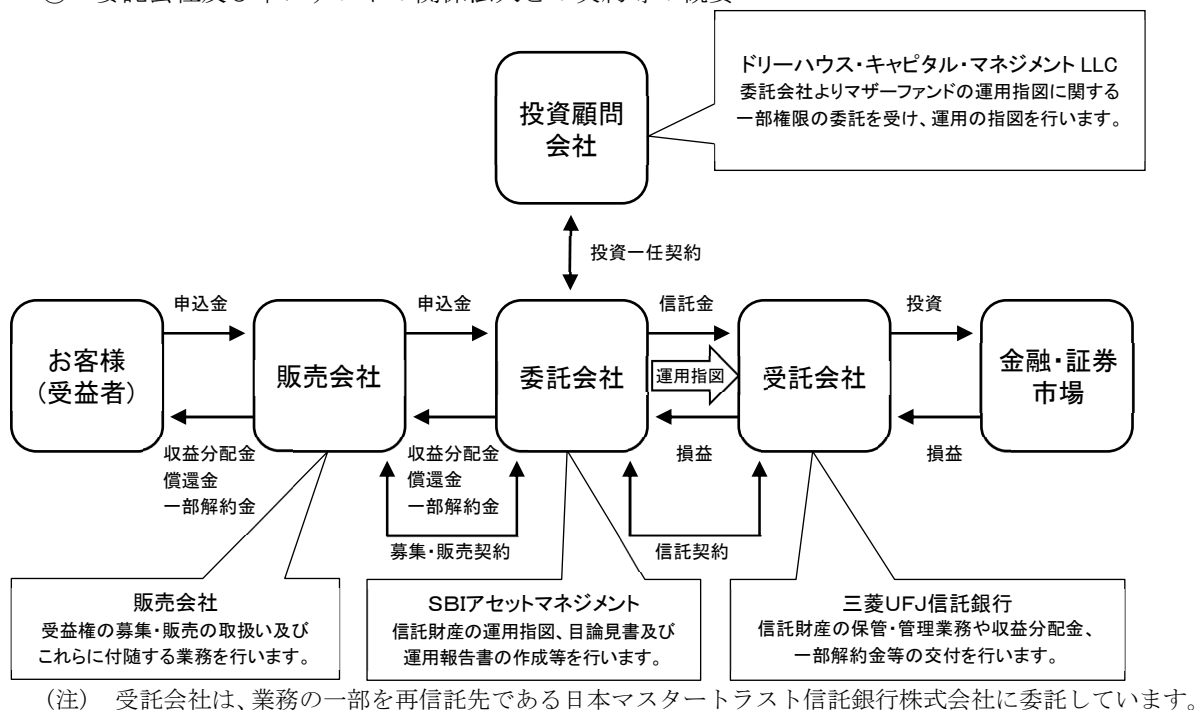 ドリーハウス・キャピタル・マネジメント LLC
委託会社よりマザーファンドの運用指図に関する
一部権限の委託を受け、運用の指図を行います。
投資顧問
会社
投資一任契約
申込金
申込金
信託金
投資
お客様
(受益者)
販売会社
委託会社
運用指図
受託会社
金融・証券
市場
収益分配金
償還金
一部解約金
収益分配金
償還金
一部解約金
損益
損益
募集・販売契約
信託契約
販売会社
受益権の募集・販売の取扱い及び
これらに付随する業務を行います。
SBIアセットマネジメント
信託財産の運用指図、目論見書及び
運用報告書の作成等を行います。
三菱UFJ信託銀行
信託財産の保管・管理業務や収益分配金、
一部解約金等の交付を行います。
(注) 受託会社は、業務の一部を再信託先である日本マスタートラスト信託銀行株式会社に委託しています。